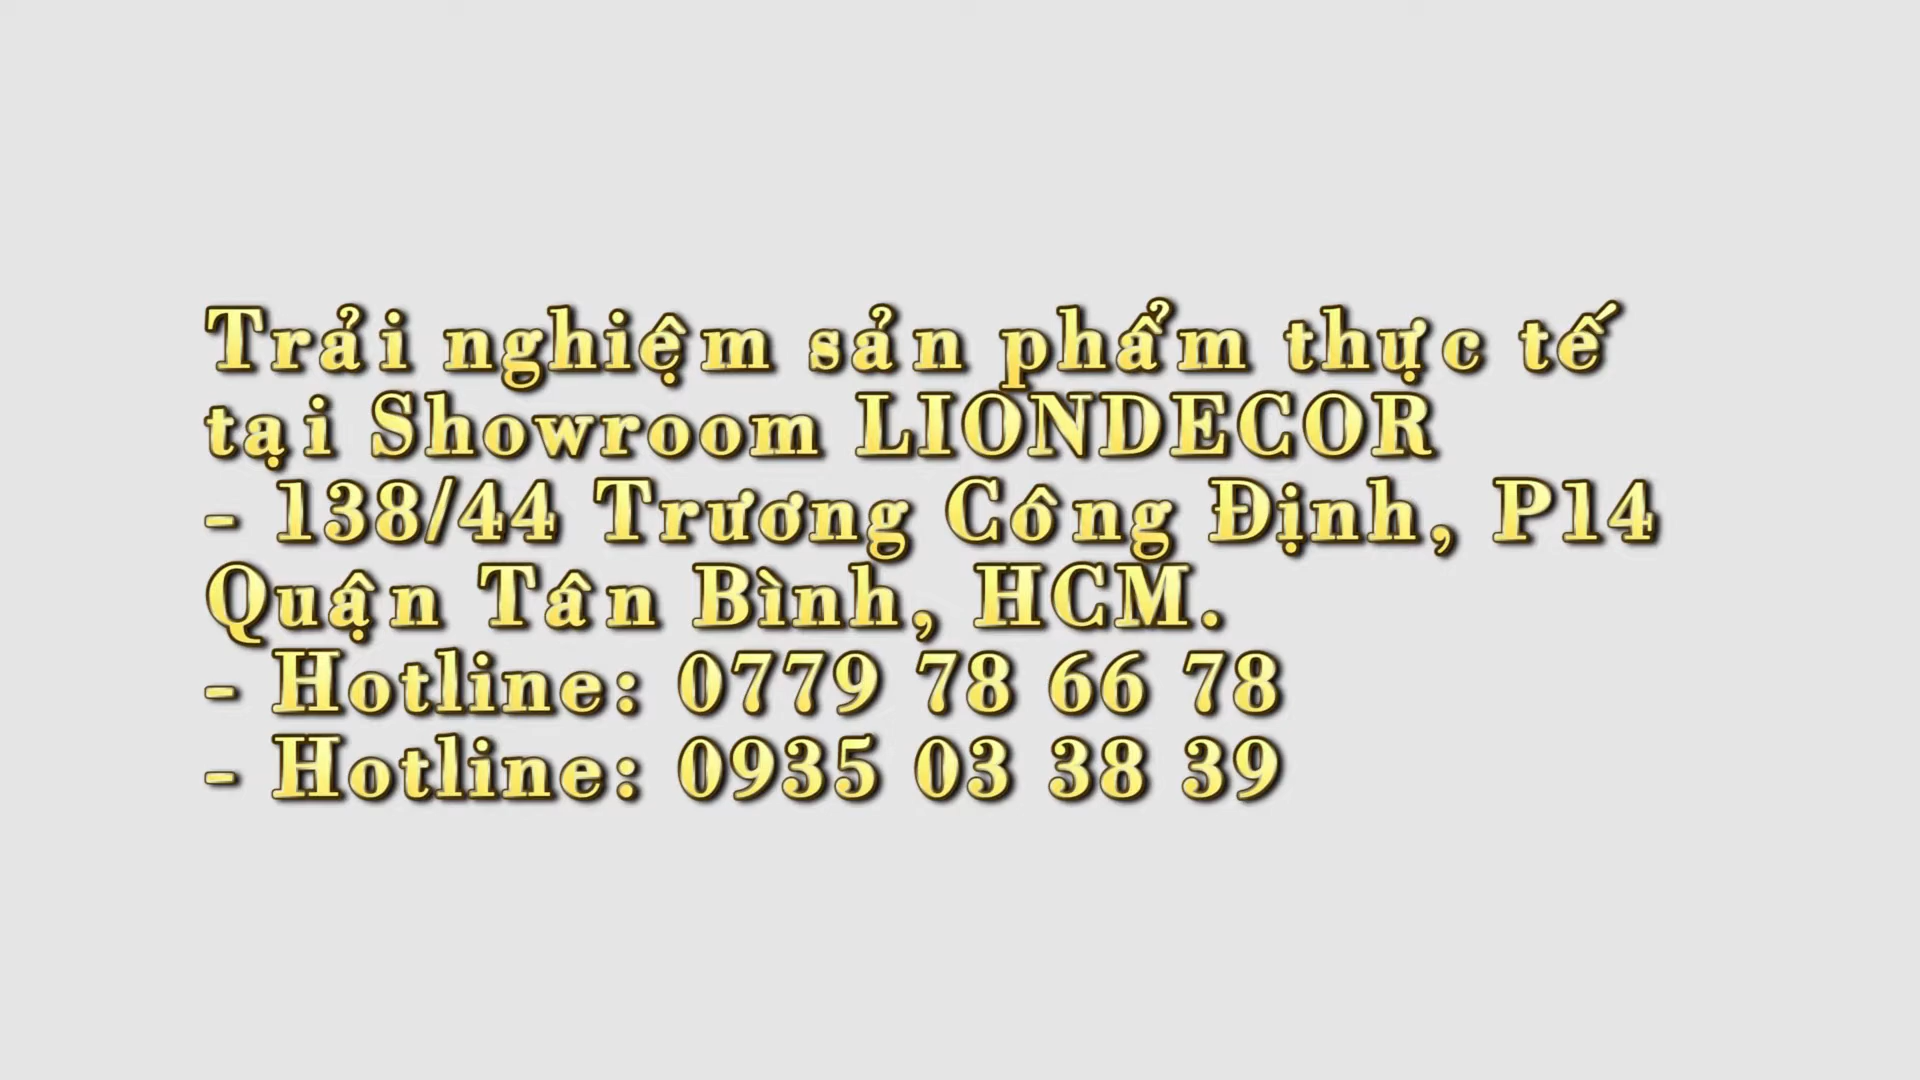 Trải nghiệm sản phẩm thực tế
tại Showroom LIONDECOR
- 138/44 Trương Công Định, P14
Quận Tân Bình, HCM.
- Hotline: 0779 78 66 78
- Hotline: 0935 03 38 39